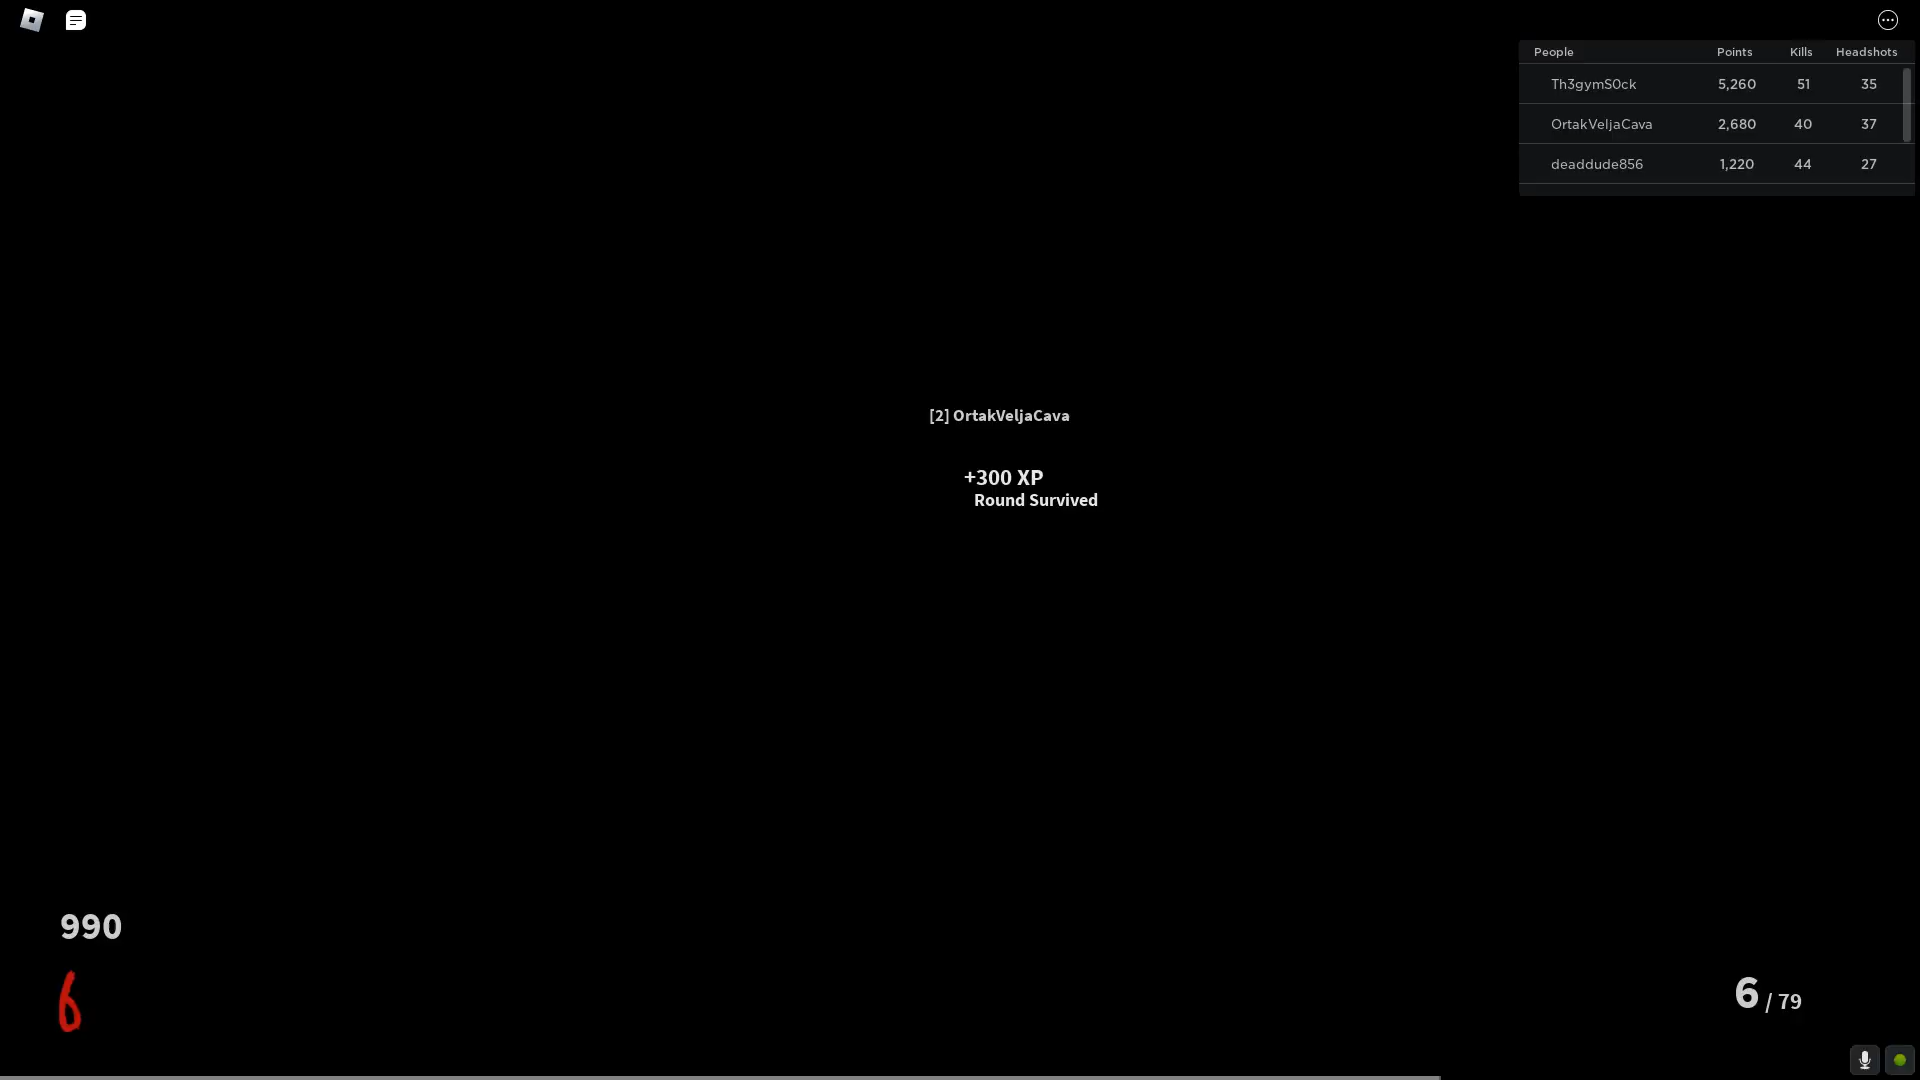 People Points Kills Headshots
Th3gymS0ck 5,260 51 35
OrtakVeljaCava 2,680 40 37
deaddude856 1,220 44 27
[2] OrtakVeljaCava
+300 XP
Round Survived
990
6
6 / 79